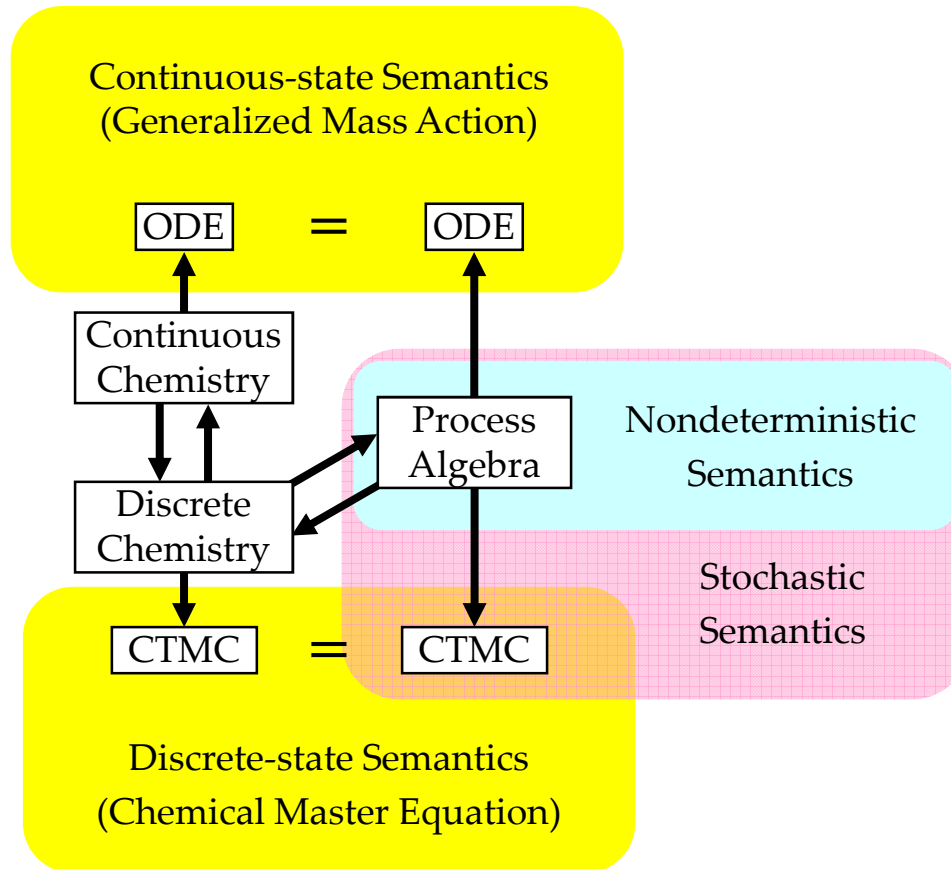 Continuous-state Semantics
(Generalized Mass Action)
ODE = ODE
Continuous
Chemistry
Process
Algebra
Nondeterministic
Semantics
Discrete
Chemistry
Stochastic
Semantics
CTMC = CTMC
Discrete-state Semantics
(Chemical Master Equation)